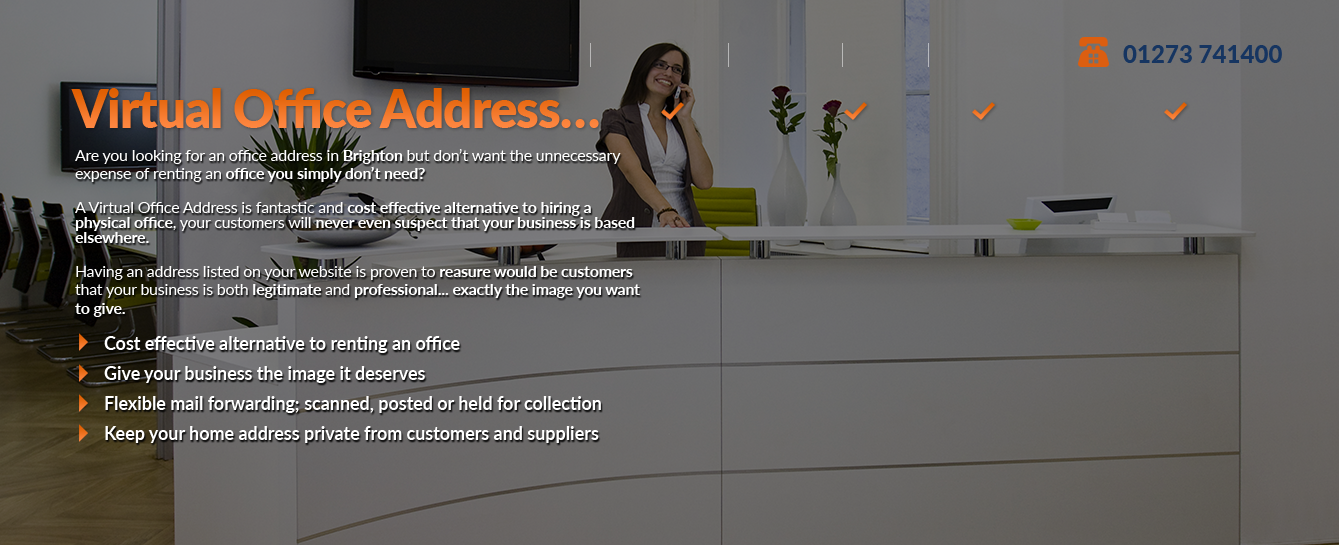 01273 741400
Virtual Office Address...
Are you looking for an office address in Brighton but don't want the unnecessary
expense of renting an office you simply don't need?
A Virtual Office Address is fantastic and cost effective alternative to hiring a
physical office, your customers will never even suspect that your business is based
elsewhere.
Having an address listed on your website is proven to reasure would be customers
that your business is both legitimate and professional... exactly the image you want
to give.
Cost effective alternative to renting an office
Give your business the image it deserves
Flexible mail forwarding; scanned, posted or held for collection
Keep your home address private from customers and suppliers